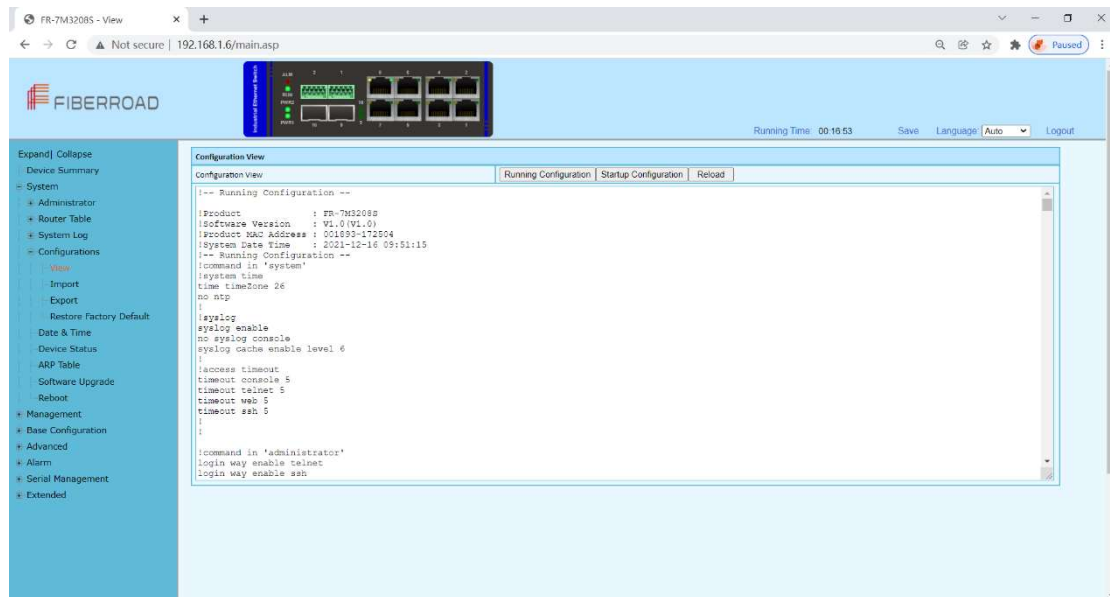 FR-7M3208S - View
Not secure | 192.168.1.6/main.asp
Paused
FIBERROAD
Industrial Ethernet Switch
Running Time: 00:16:53 Save Language: Auto Logout
Expand| Collapse
Device Summary
System
Administrator
Router Table
System Log
Configurations
View
Import
Export
Restore Factory Default
Date & Time
Device Status
ARP Table
Software Upgrade
Reboot
Management
Base Configuration
Advanced
Alarm
Serial Management
Extended
Configuration View
Configuration View Running Configuration Startup Configuration Reload
!-- Running Configuration --
!Product : FR-7M3208S
!Software Version : V1.0(V1.0)
!Product MAC Address : 001893-172504
!System Date Time : 2021-12-16 09:51:15
!-- Running Configuration --
!command in 'system'
!system time
time timeZone 26
no ntp
!
!syslog
syslog enable
no syslog console
syslog cache enable level 6
!
!access timeout
timeout console 5
timeout telnet 5
timeout web 5
timeout ssh 5
!
!
!command in 'administrator'
login way enable telnet
login way enable ssh